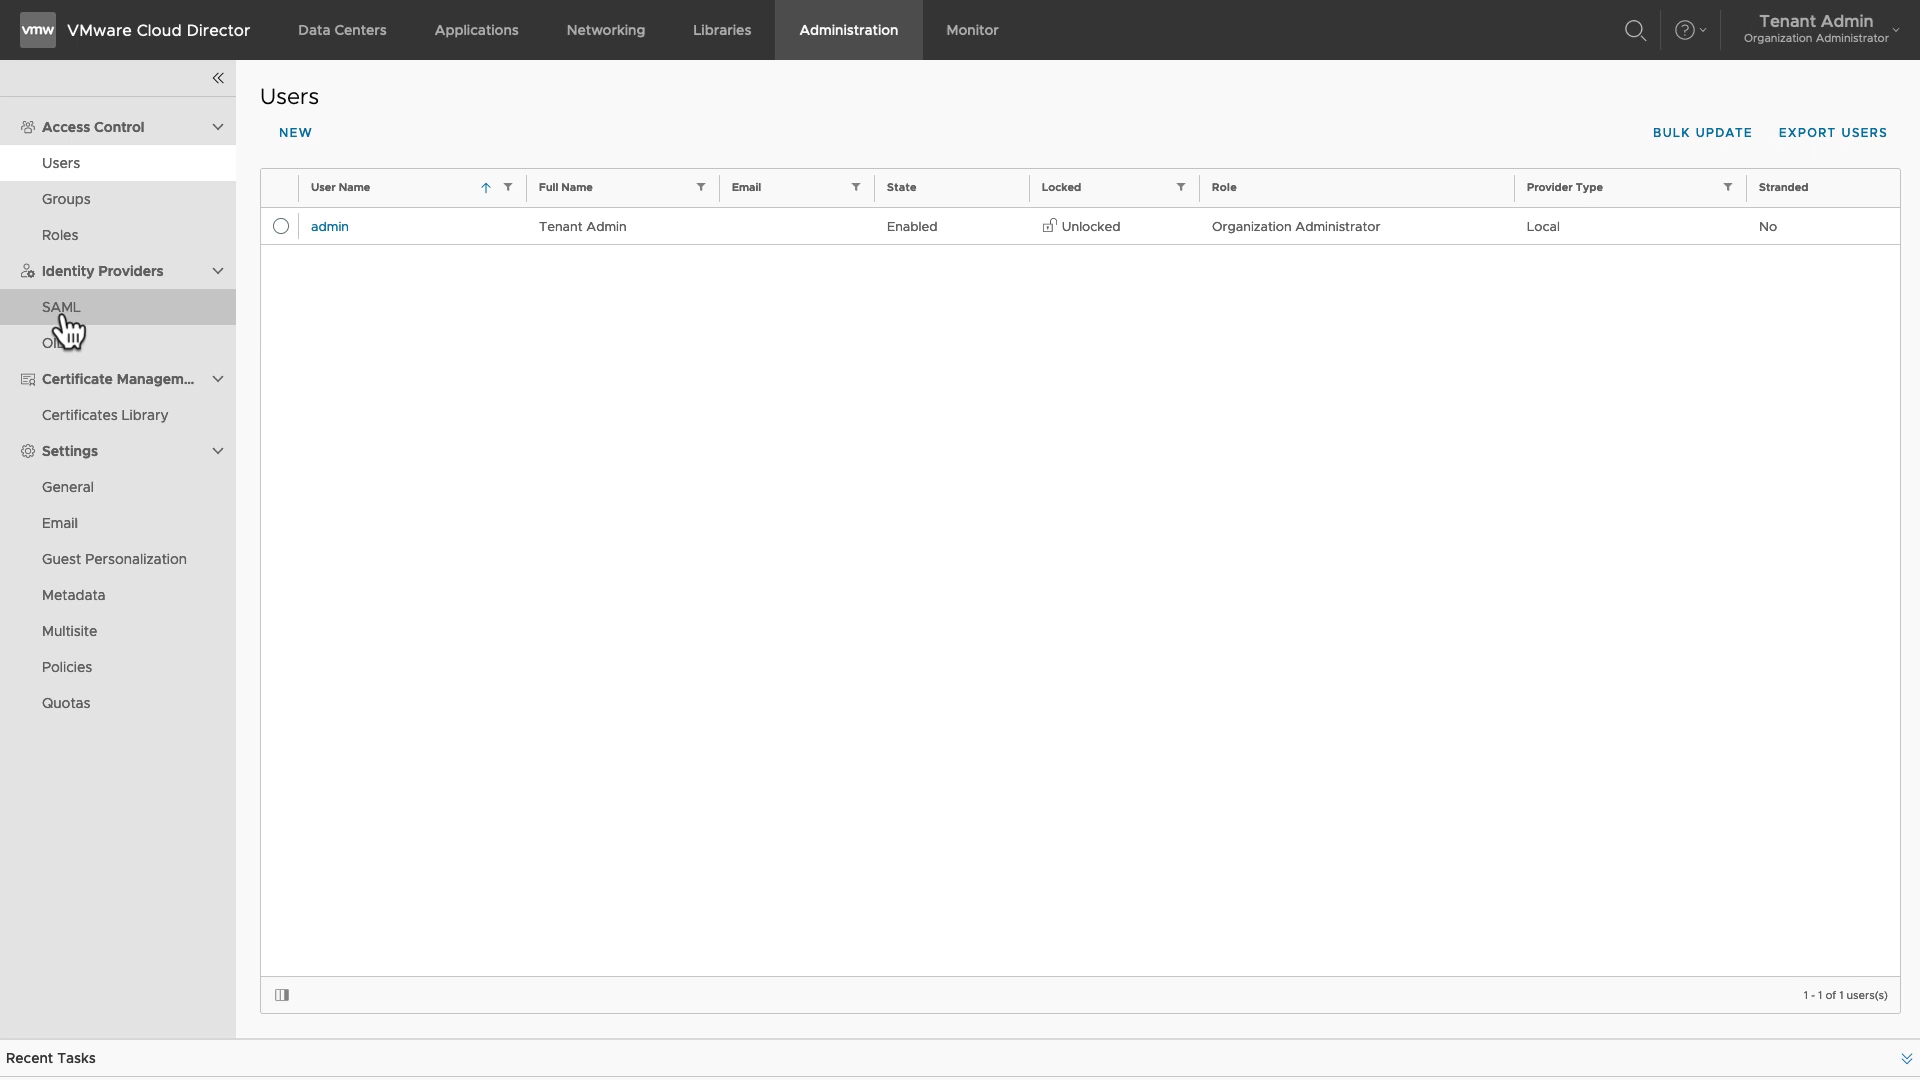 vmw VMware Cloud Director Data Centers Applications Networking Libraries Administration Monitor Tenant Admin
Organization Administrator
Access Control
Users
Groups
Roles
Identity Providers
SAML
Certificate Managem...
Certificates Library
Settings
General
Email
Guest Personalization
Metadata
Multisite
Policies
Quotas
Users
NEW BULK UPDATE EXPORT USERS
User Name Full Name Email State Locked Role Provider Type Stranded
admin Tenant Admin Enabled Unlocked Organization Administrator Local No
1 - 1 of 1 users(s)
Recent Tasks